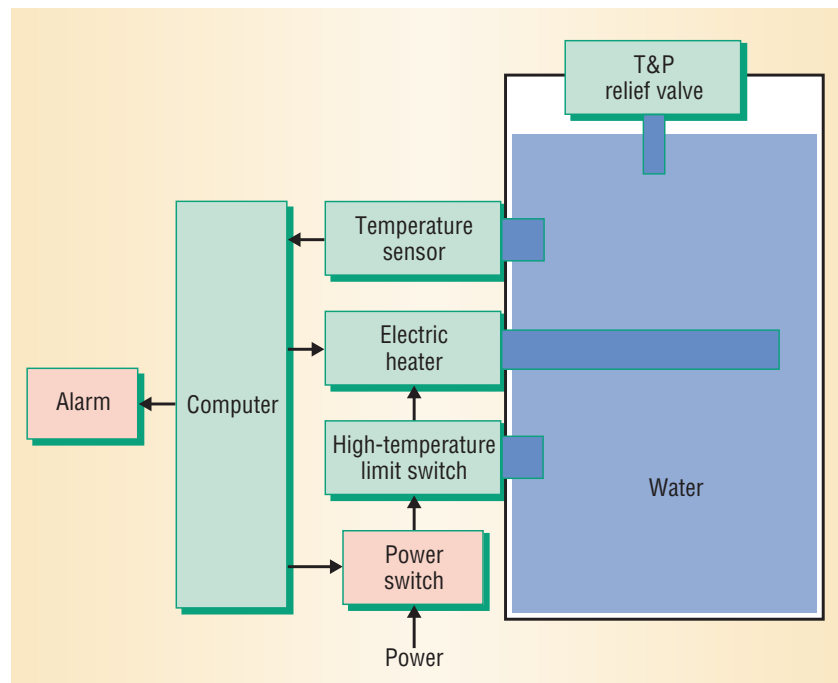 T&P
relief valve
Temperature
sensor
Electric
heater
Alarm
Computer
High-temperature
limit switch
Water
Power
switch
Power